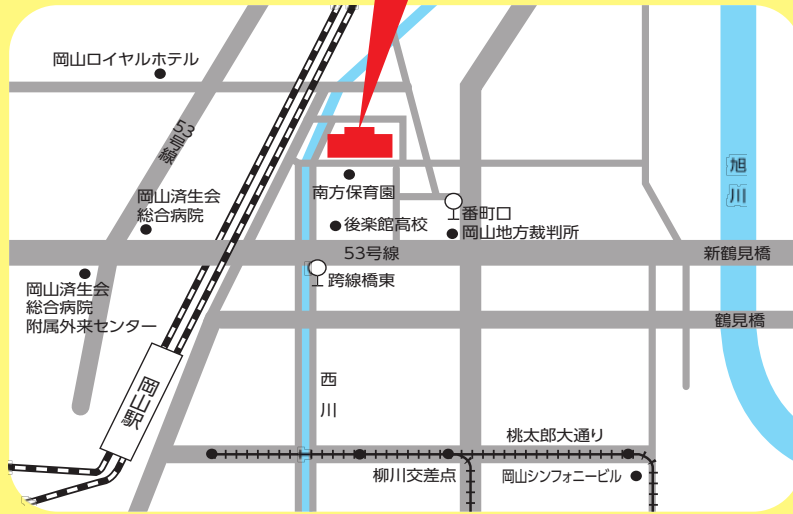 岡山ロイヤルホテル
53号線
旭川
岡山済生会
総合病院
南方保育園
番町口
後楽館高校
岡山地方裁判所
53号線
新鶴見橋
跨線橋東
岡山済生会
総合病院
附属外来センター
鶴見橋
岡山駅
西川
桃太郎大通り
柳川交差点
岡山シンフォニービル